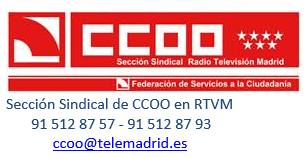 CCOO
Sección Sindical Radio Televisión Madrid
Federación de Servicios a la Ciudadanía
Sección Sindical de CCOO en RTVM
91 512 87 57 - 91 512 87 93
ccoo@telemadrid.es